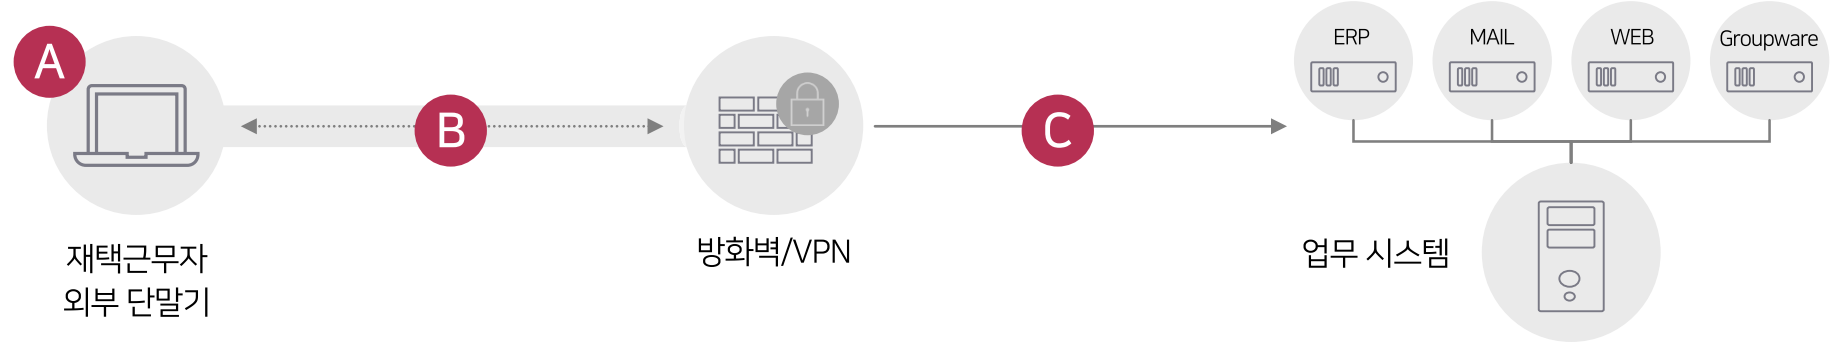 A
B
C
재택근무자
외부 단말기
방화벽/VPN
업무 시스템
ERP
MAIL
WEB
Groupware